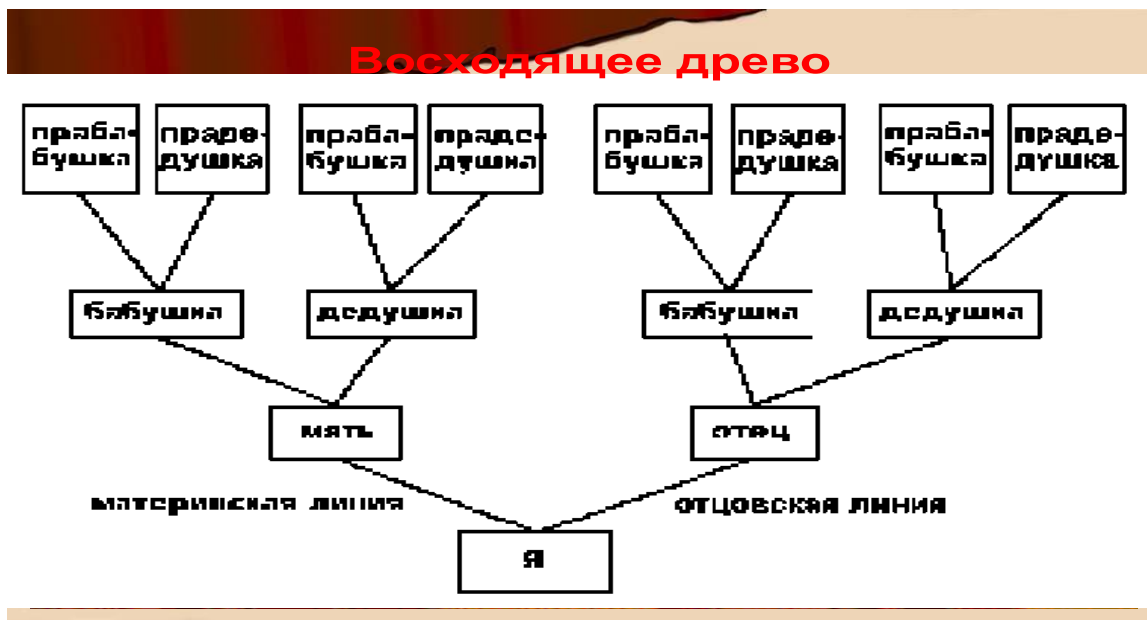 Восходящее древо
праба- праде- праба- праде- праба- праде- праба- праде-
бушка душка бушка душка бушка душка бушка душка
бабушка дедушка бабушка дедушка
мать отец
материнская линия отцовская линия
Я